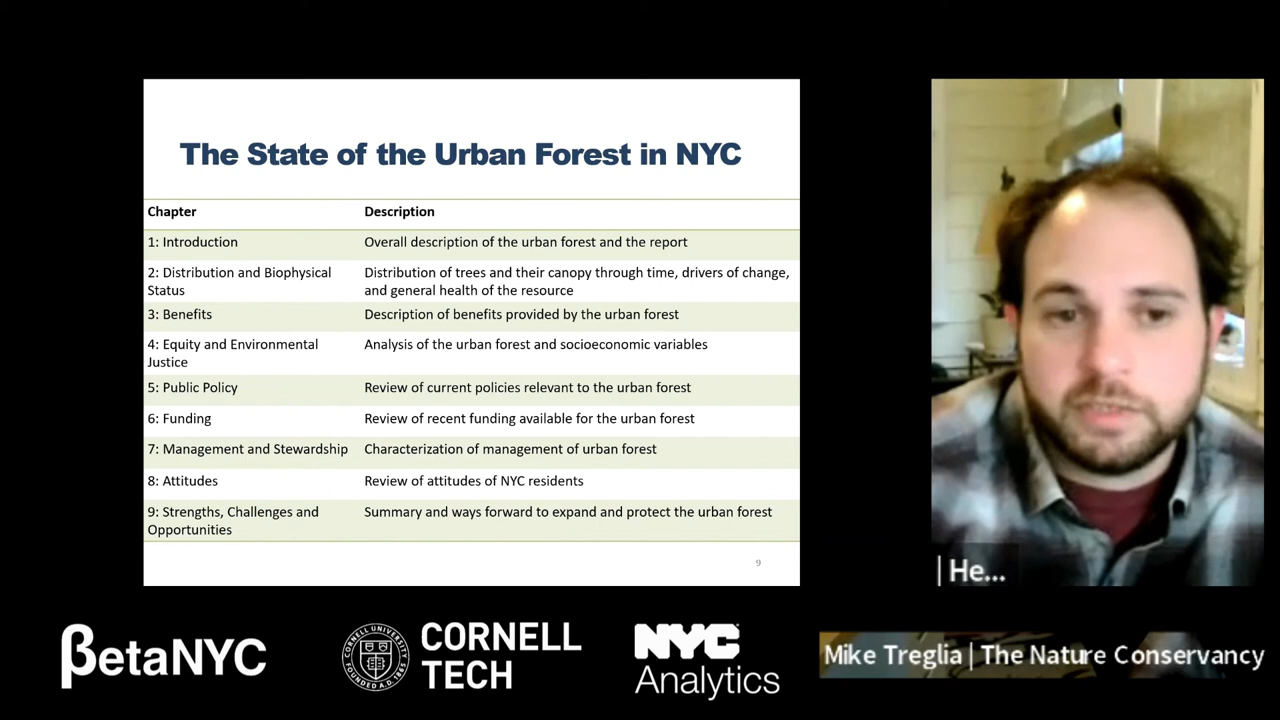 The State of the Urban Forest in NYC
Chapter Description
1: Introduction Overall description of the urban forest and the report
2: Distribution and Biophysical Status Distribution of trees and their canopy through time, drivers of change, and general health of the resource
3: Benefits Description of benefits provided by the urban forest
4: Equity and Environmental Justice Analysis of the urban forest and socioeconomic variables
5: Public Policy Review of current policies relevant to the urban forest
6: Funding Review of recent funding available for the urban forest
7: Management and Stewardship Characterization of management of urban forest
8: Attitudes Review of attitudes of NYC residents
9: Strengths, Challenges and Opportunities Summary and ways forward to expand and protect the urban forest
9
| He...
βetaNYC
CORNELL
TECH
NYC
Analytics
Mike Treglia | The Nature Conservancy